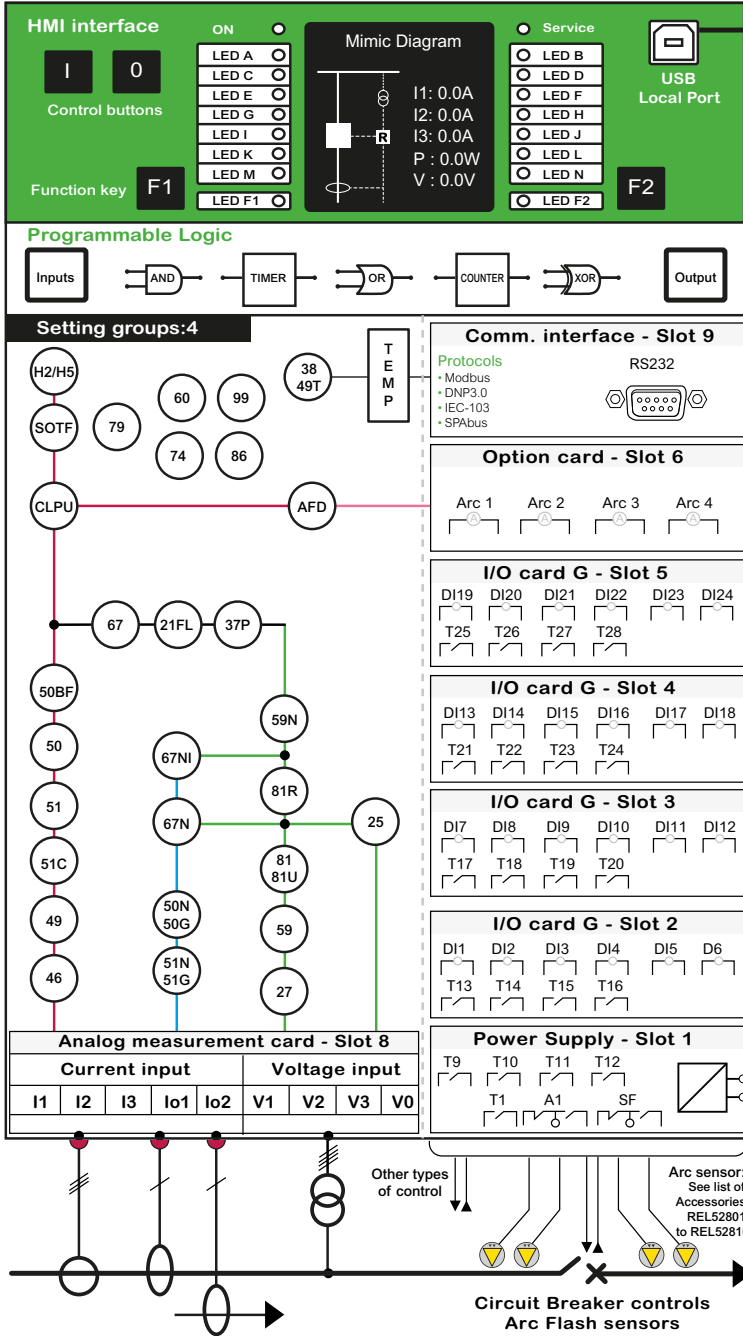 HMI interface
ON
Service
I
0
Control buttons
Function key
F1
LED A
LED C
LED E
LED G
LED I
LED K
LED M
LED F1
Mimic Diagram
R
I1: 0.0A
I2: 0.0A
I3: 0.0A
P : 0.0W
V : 0.0V
LED B
LED D
LED F
LED H
LED J
LED L
LED N
LED F2
F2
USB
Local Port
Programmable Logic
Inputs
AND
TIMER
OR
COUNTER
XOR
Output
Setting groups:4
H2/H5
SOTF
79
60
99
74
86
38
49T
T
E
M
P
CLPU
AFD
67
21FL
37P
50BF
50
51
51C
49
46
67NI
67N
50N
50G
51N
51G
59N
81R
81
81U
59
27
25
Comm. interface - Slot 9
Protocols
• Modbus
• DNP3.0
• IEC-103
• SPAbus
RS232
Option card - Slot 6
Arc 1 Arc 2 Arc 3 Arc 4
A A A A
I/O card G - Slot 5
DI19 DI20 DI21 DI22 DI23 DI24
T25 T26 T27 T28
I/O card G - Slot 4
DI13 DI14 DI15 DI16 DI17 DI18
T21 T22 T23 T24
I/O card G - Slot 3
DI7 DI8 DI9 DI10 DI11 DI12
T17 T18 T19 T20
I/O card G - Slot 2
DI1 DI2 DI3 DI4 DI5 D6
T13 T14 T15 T16
Power Supply - Slot 1
T9 T10 T11 T12
T1 A1 SF
Analog measurement card - Slot 8
Current input Voltage input
I1 I2 I3 Io1 Io2 V1 V2 V3 V0
Other types
of control
Arc sensor:
See list of
Accessories
REL52801
to REL5281
Circuit Breaker controls
Arc Flash sensors